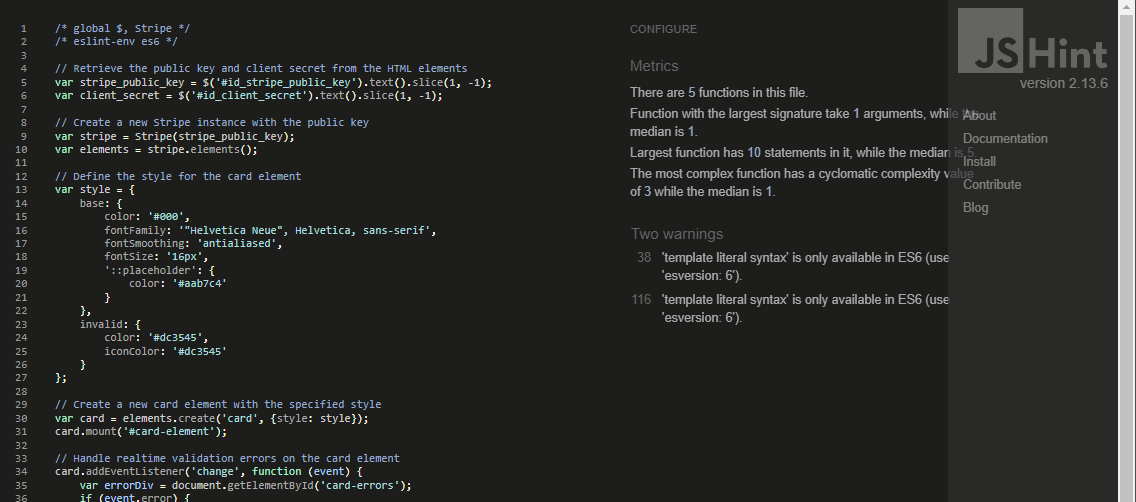 1 /* global $, Stripe */
2 /* eslint-env es6 */
3
4 // Retrieve the public key and client secret from the HTML elements
5 var stripe_public_key = $('#id_stripe_public_key').text().slice(1, -1);
6 var client_secret = $('#id_client_secret').text().slice(1, -1);
7
8 // Create a new Stripe instance with the public key
9 var stripe = Stripe(stripe_public_key);
10 var elements = stripe.elements();
11
12 // Define the style for the card element
13 var style = {
14 base: {
15 color: '#000',
16 fontFamily: '"Helvetica Neue", Helvetica, sans-serif',
17 fontSmoothing: 'antialiased',
18 fontSize: '16px',
19 '::placeholder': {
20 color: '#aab7c4'
21 }
22 },
23 invalid: {
24 color: '#dc3545',
25 iconColor: '#dc3545'
26 }
27 };
28
29 // Create a new card element with the specified style
30 var card = elements.create('card', {style: style});
31 card.mount('#card-element');
32
33 // Handle realtime validation errors on the card element
34 card.addEventListener('change', function (event) {
35 var errorDiv = document.getElementById('card-errors');
36 if (event.error) {
CONFIGURE
Metrics
There are 5 functions in this file.
Function with the largest signature take 1 arguments, while the
median is 1.
Largest function has 10 statements in it, while the median is 5.
The most complex function has a cyclomatic complexity value
of 3 while the median is 1.
Two warnings
38 'template literal syntax' is only available in ES6 (use
'esversion: 6').
116 'template literal syntax' is only available in ES6 (use
'esversion: 6').
JSHint
version 2.13.6
About
Documentation
Install
Contribute
Blog